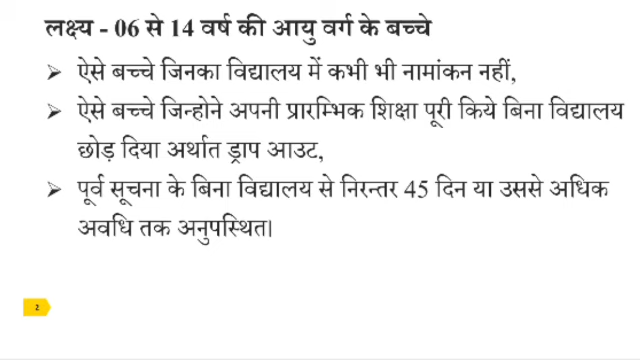 लक्ष्य - 06 से 14 वर्ष की आयु वर्ग के बच्चे
➢ ऐसे बच्चे जिनका विद्यालय में कभी भी नामांकन नहीं,
➢ ऐसे बच्चे जिन्होने अपनी प्रारम्भिक शिक्षा पूरी किये बिना विद्यालय
छोड़ दिया अर्थात ड्राप आउट,
➢ पूर्व सूचना के बिना विद्यालय से निरन्तर 45 दिन या उससे अधिक
अवधि तक अनुपस्थित।
2